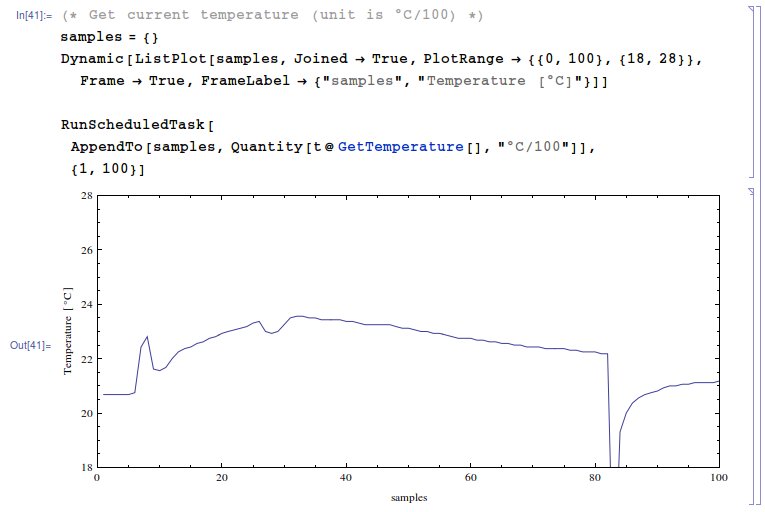 In[41]:= (* Get current temperature (unit is °C/100) *)
samples = {}
Dynamic[ListPlot[samples, Joined → True, PlotRange → {{0, 100}, {18, 28}},
Frame → True, FrameLabel → {"samples", "Temperature [°C]"}]]
RunScheduledTask[
AppendTo[samples, Quantity[t@GetTemperature[], "°C/100"]],
{1, 100}]
28
26
24
Out[41]=
Temperature [°C]
22
20
18
0 20 40 60 80 100
samples